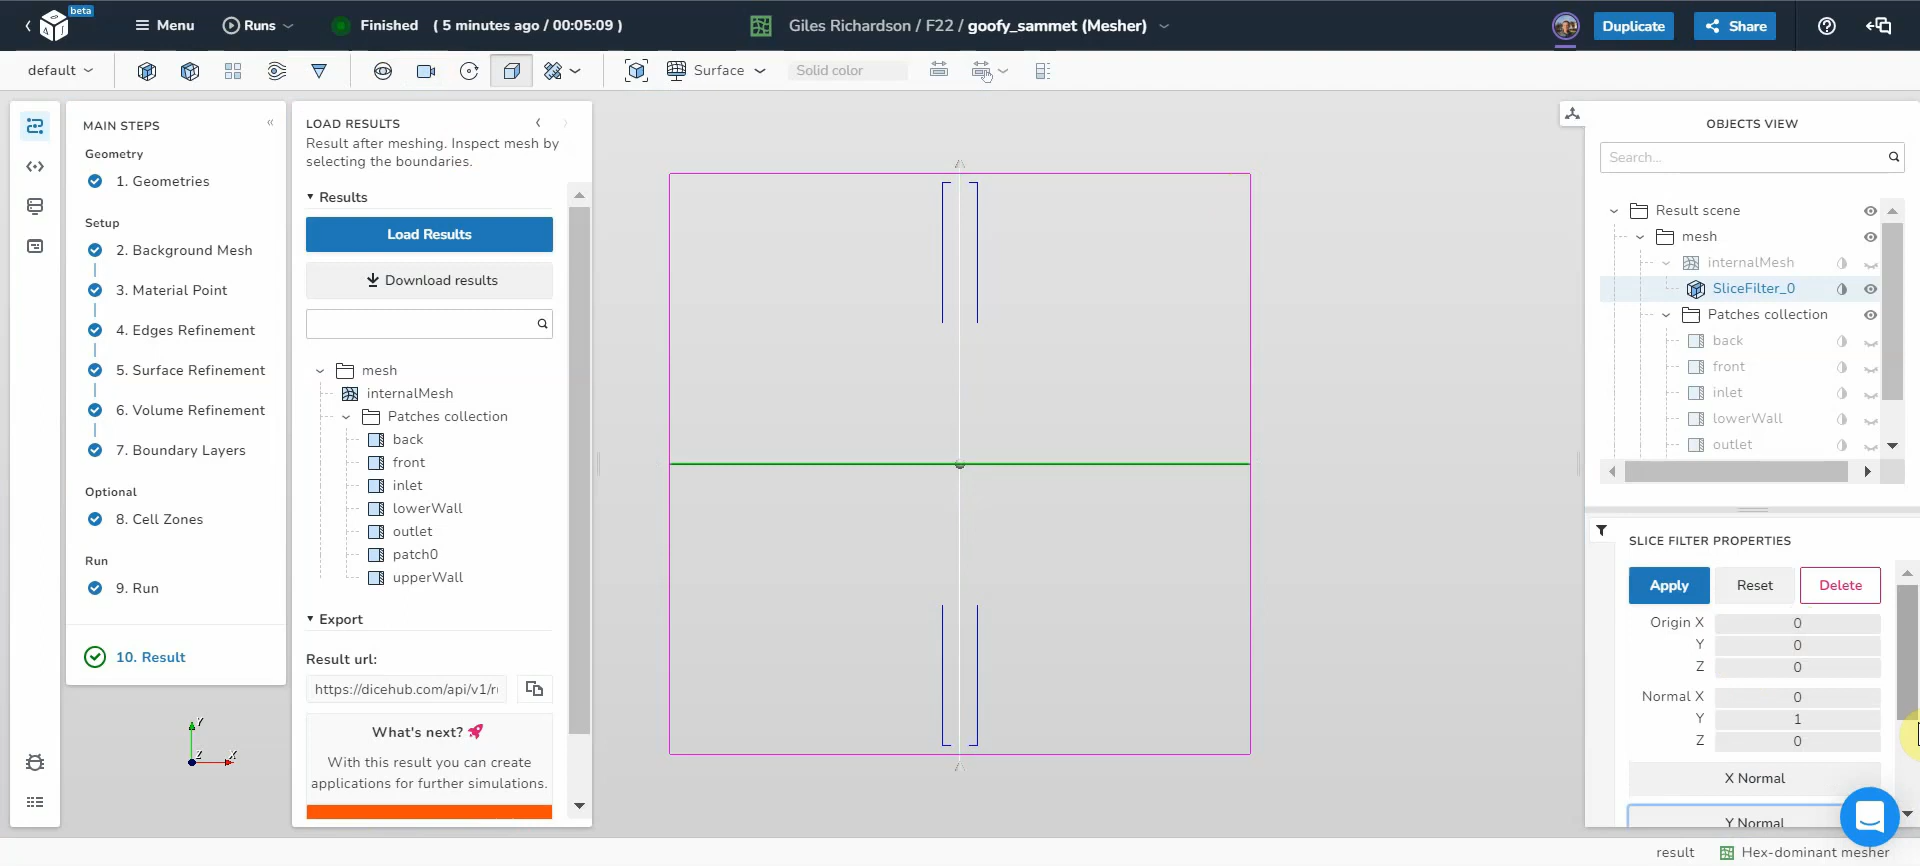 beta
Menu
Runs
Finished ( 5 minutes ago / 00:05:09 )
Giles Richardson / F22 / goofy_sammet (Mesher)
Duplicate
Share
default
Surface
Solid color
MAIN STEPS
Geometry
1. Geometries
Setup
2. Background Mesh
3. Material Point
4. Edges Refinement
5. Surface Refinement
6. Volume Refinement
7. Boundary Layers
Optional
8. Cell Zones
Run
9. Run
10. Result
LOAD RESULTS
Result after meshing. Inspect mesh by
selecting the boundaries.
Results
Load Results
Download results
mesh
internalMesh
Patches collection
back
front
inlet
lowerWall
outlet
patch0
upperWall
Export
Result url:
https://dicehub.com/api/v1/r
What's next? 🚀
With this result you can create
applications for further simulations.
Y
Z
X
OBJECTS VIEW
Search...
Result scene
mesh
internalMesh
SliceFilter_0
Patches collection
back
front
inlet
lowerWall
outlet
SLICE FILTER PROPERTIES
Apply
Reset
Delete
Origin X 0
Y 0
Z 0
Normal X 0
Y 1
Z 0
X Normal
Y Normal
result
Hex-dominant mesher